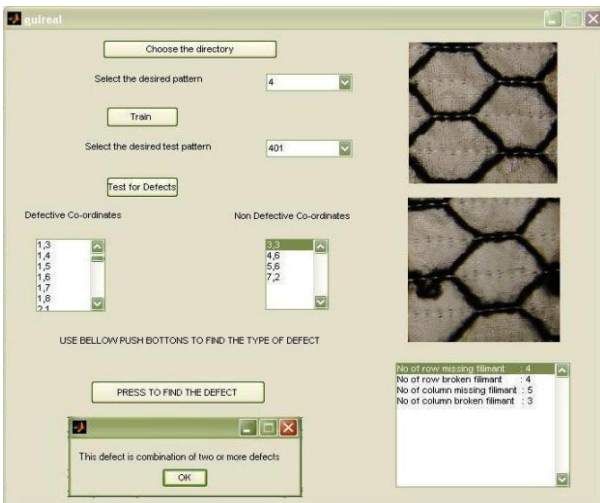 guireal
Choose the directory
Select the desired pattern
4
Train
Select the desired test pattern
401
Test for Defects
Defective Co-ordinates
Non Defective Co-ordinates
1,3
1,4
1,5
1,6
1,7
1,8
2,1
3,3
4,6
5,6
7,2
USE BELLOW PUSH BOTTONS TO FIND THE TYPE OF DEFECT
PRESS TO FIND THE DEFECT
No of row missing filimant : 4
No of row broken filimant : 4
No of column missing filimant : 5
No of column broken filimant : 3
This defect is combination of two or more defects
OK